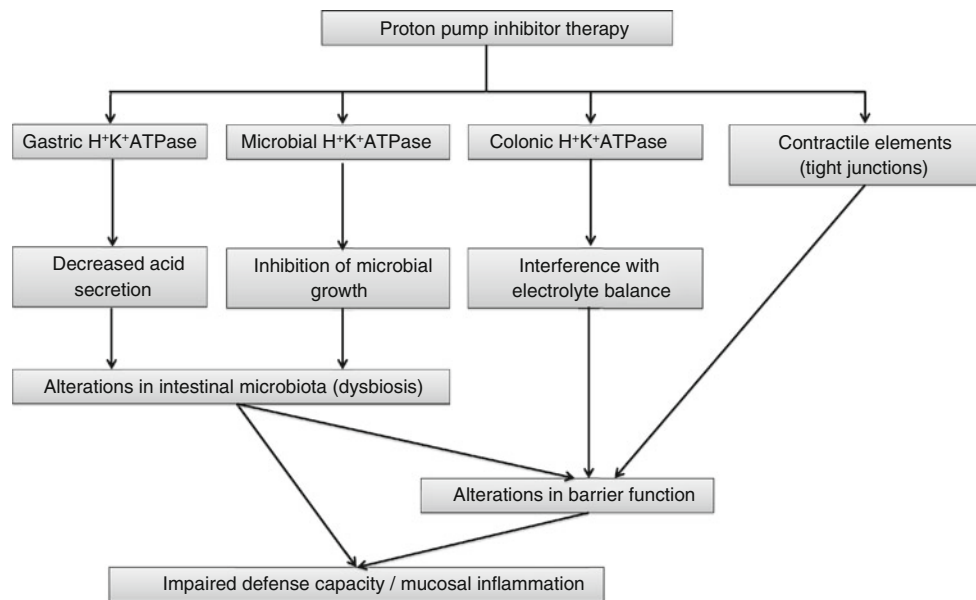 Proton pump inhibitor therapy
Gastric H⁺K⁺ATPase
Microbial H⁺K⁺ATPase
Colonic H⁺K⁺ATPase
Contractile elements
(tight junctions)
Decreased acid
secretion
Inhibition of microbial
growth
Interference with
electrolyte balance
Alterations in intestinal microbiota (dysbiosis)
Alterations in barrier function
Impaired defense capacity / mucosal inflammation